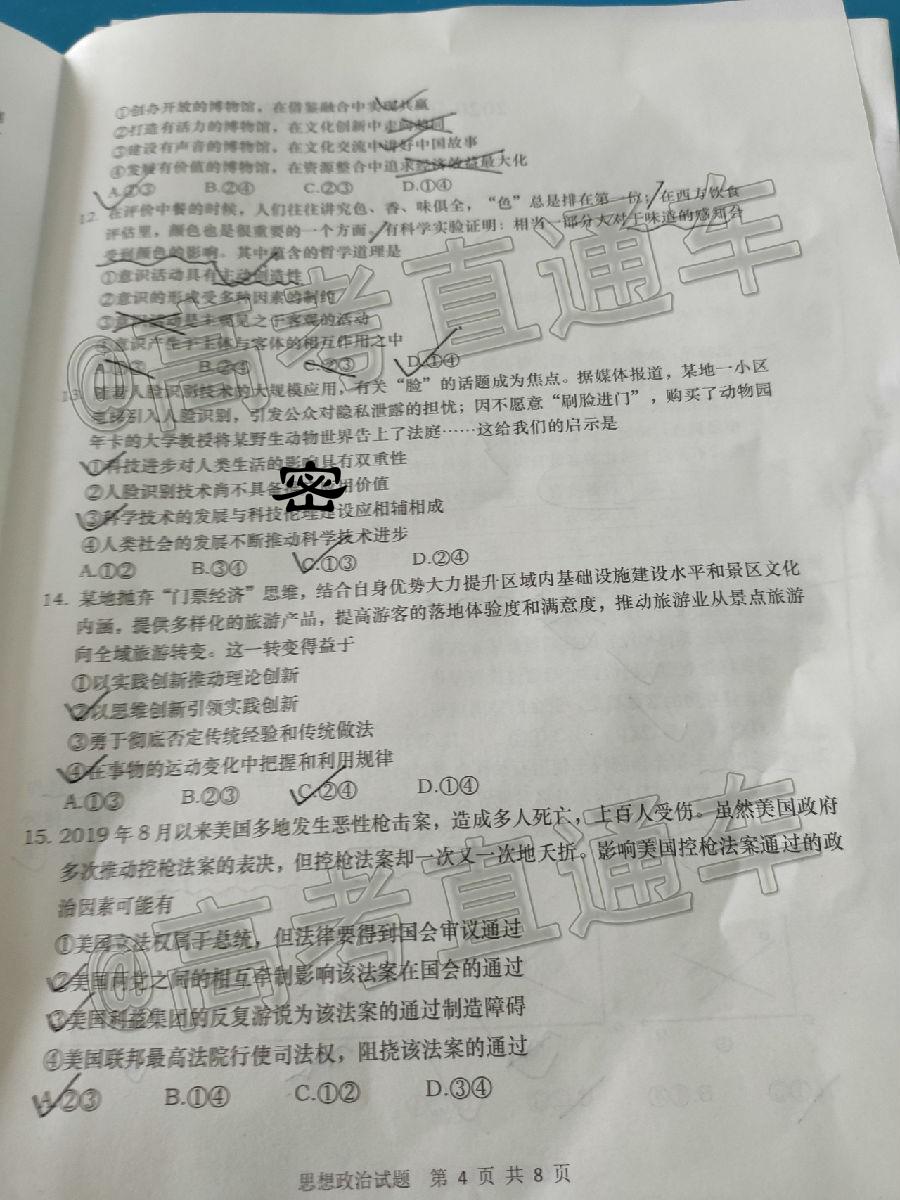 ①创办开放的博物馆，在借鉴融合中实现共赢
②打造有活力的博物馆，在文化创新中走向趋同
③建设有声音的博物馆，在文化交流中讲好中国故事
④发展有价值的博物馆，在资源整合中追求经济效益最大化
A.①③ B.②④ C.②③ D.①④
12. 在评价中餐的时候，人们往往讲究色、香、味俱全，“色”总是排在第一位；在西方饮食
评估里，颜色也是很重要的一个方面。有科学实验证明：相当一部分人对于味道的感知会
受到颜色的影响。其中蕴含的哲学道理是
①意识活动具有主动创造性
②意识的形成受多种因素的制约
③意识活动是主观见之于客观的活动
④意识产生于主体与客体的相互作用之中
A.①② B.②④ C.②③ D.①④
13. 随着人脸识别技术的大规模应用，有关“脸”的话题成为焦点。据媒体报道，某地一小区
电梯引入人脸识别，引发公众对隐私泄露的担忧；因不愿意“刷脸进门”，购买了动物园
年卡的大学教授将某野生动物世界告上了法庭……这给我们的启示是
①科技进步对人类生活的影响具有双重性
②人脸识别技术尚不具备 用价值
密
③科学技术的发展与科技伦理建设应相辅相成
④人类社会的发展不断推动科学技术进步
A.①② B.③④ C.①③ D.②④
14. 某地抛弃“门票经济”思维，结合自身优势大力提升区域内基础设施建设水平和景区文化
内涵，提供多样化的旅游产品，提高游客的落地体验度和满意度，推动旅游业从景点旅游
向全域旅游转变。这一转变得益于
①以实践创新推动理论创新
②以思维创新引领实践创新
③勇于彻底否定传统经验和传统做法
④在事物的运动变化中把握和利用规律
A.①③ B.②③ C.②④ D.①④
15. 2019年8月以来美国多地发生恶性枪击案，造成多人死亡，上百人受伤。虽然美国政府
多次推动控枪法案的表决，但控枪法案却一次又一次地夭折。影响美国控枪法案通过的政
治因素可能有
①美国立法权属于总统，但法律要得到国会审议通过
②美国两党之间的相互牵制影响该法案在国会的通过
③美国利益集团的反复游说为该法案的通过制造障碍
④美国联邦最高法院行使司法权，阻挠该法案的通过
A.②③ B.①④ C.①② D.③④
@高考直通车
@高考直通车
思想政治试题 第 4 页 共 8 页